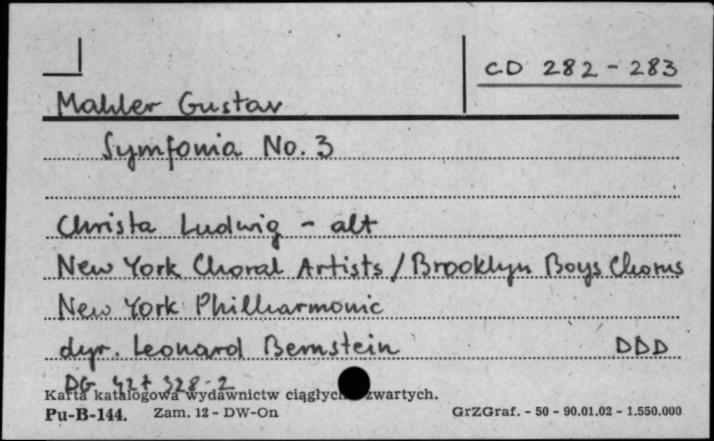 CD 282 - 283
Mahler Gustav
Symfonia No. 3
Christa Ludwig - alt
New York Choral Artists / Brooklyn Boys Chorus
New York Philharmonic
dyr. Leonard Bernstein DDD
DG 427 328-2
Karta katalogowa wydawnictw ciągłych zwartych.
Pu-B-144. Zam. 12 - DW-On GrZGraf. - 50 - 90.01.02 - 1.550.000